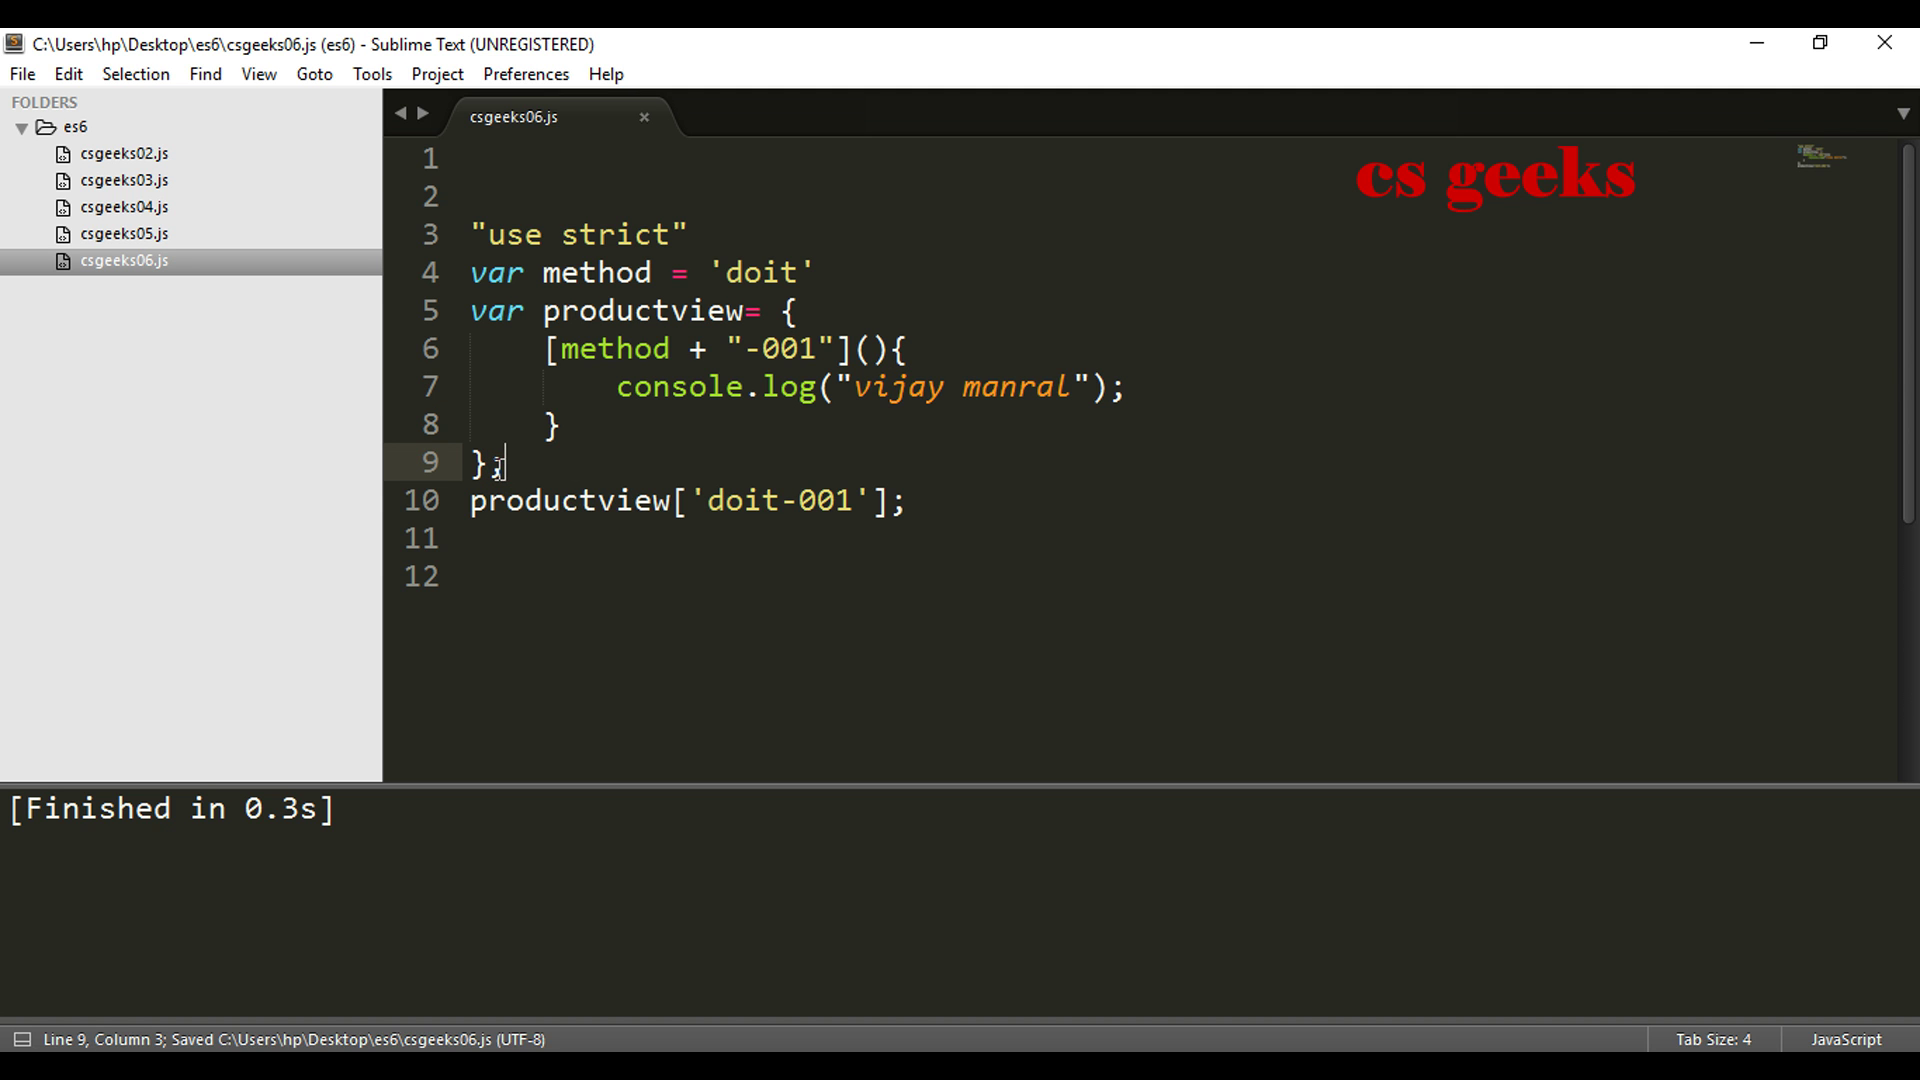 C:\Users\hp\Desktop\es6\csgeeks06.js (es6) - Sublime Text (UNREGISTERED)
File Edit Selection Find View Goto Tools Project Preferences Help
FOLDERS
es6
csgeeks02.js
csgeeks03.js
csgeeks04.js
csgeeks05.js
csgeeks06.js
csgeeks06.js
cs geeks
1
2
3 "use strict"
4 var method = 'doit'
5 var productview= {
6 [method + "-001"](){
7 console.log("vijay manral");
8 }
9 };
10 productview['doit-001'];
11
12
[Finished in 0.3s]
Line 9, Column 3; Saved C:\Users\hp\Desktop\es6\csgeeks06.js (UTF-8) Tab Size: 4 JavaScript